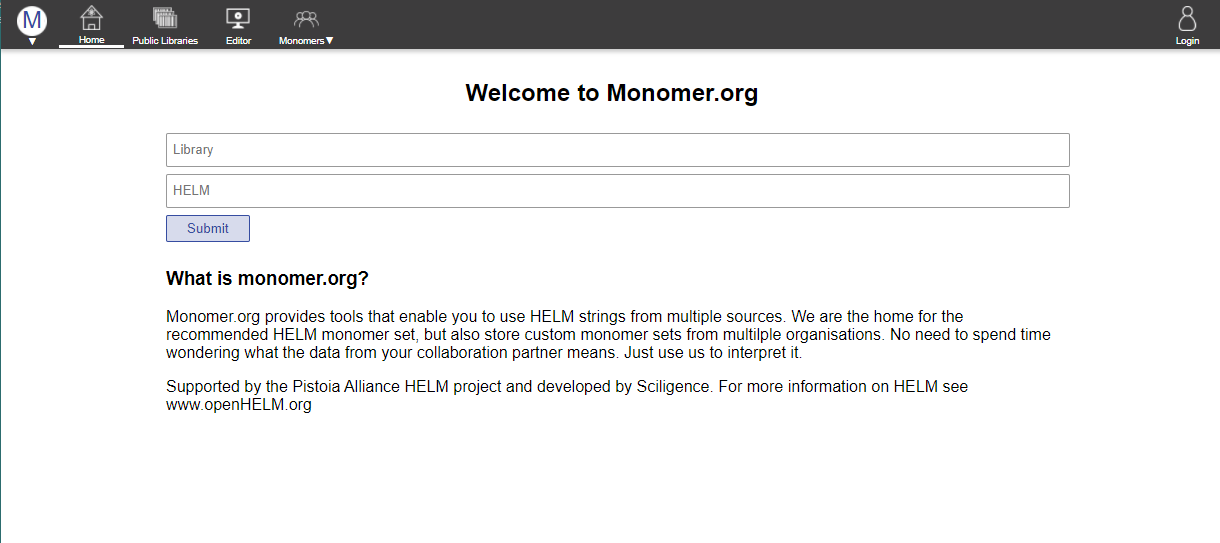 M
▼
Home
Public Libraries
Editor
Monomers▼
Login
Welcome to Monomer.org
Library
HELM
Submit
What is monomer.org?
Monomer.org provides tools that enable you to use HELM strings from multiple sources. We are the home for the
recommended HELM monomer set, but also store custom monomer sets from multilple organisations. No need to spend time
wondering what the data from your collaboration partner means. Just use us to interpret it.
Supported by the Pistoia Alliance HELM project and developed by Sciligence. For more information on HELM see
www.openHELM.org